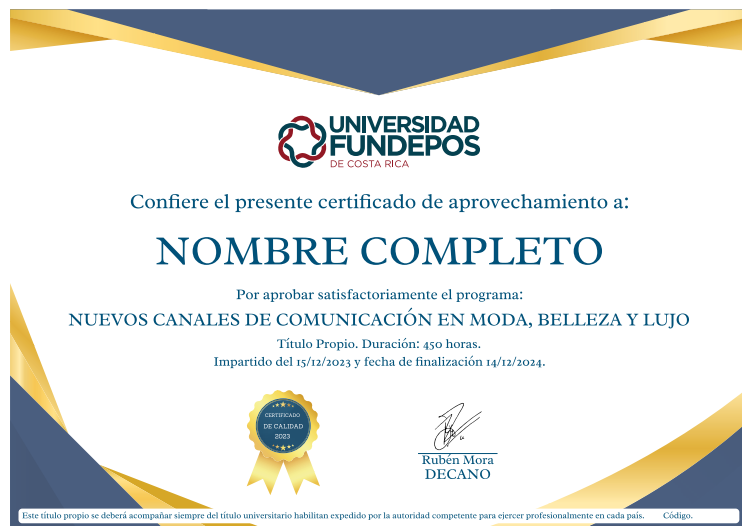 UNIVERSIDAD
FUNDEPOS
DE COSTA RICA
Confiere el presente certificado de aprovechamiento a:
NOMBRE COMPLETO
Por aprobar satisfactoriamente el programa:
NUEVOS CANALES DE COMUNICACIÓN EN MODA, BELLEZA Y LUJO
Título Propio. Duración: 450 horas.
Impartido del 15/12/2023 y fecha de finalización 14/12/2024.
CERTIFICADO
DE CALIDAD
2023
Rubén Mora
DECANO
Este título propio se deberá acompañar siempre del título universitario habilitan expedido por la autoridad competente para ejercer profesionalmente en cada país. Código.